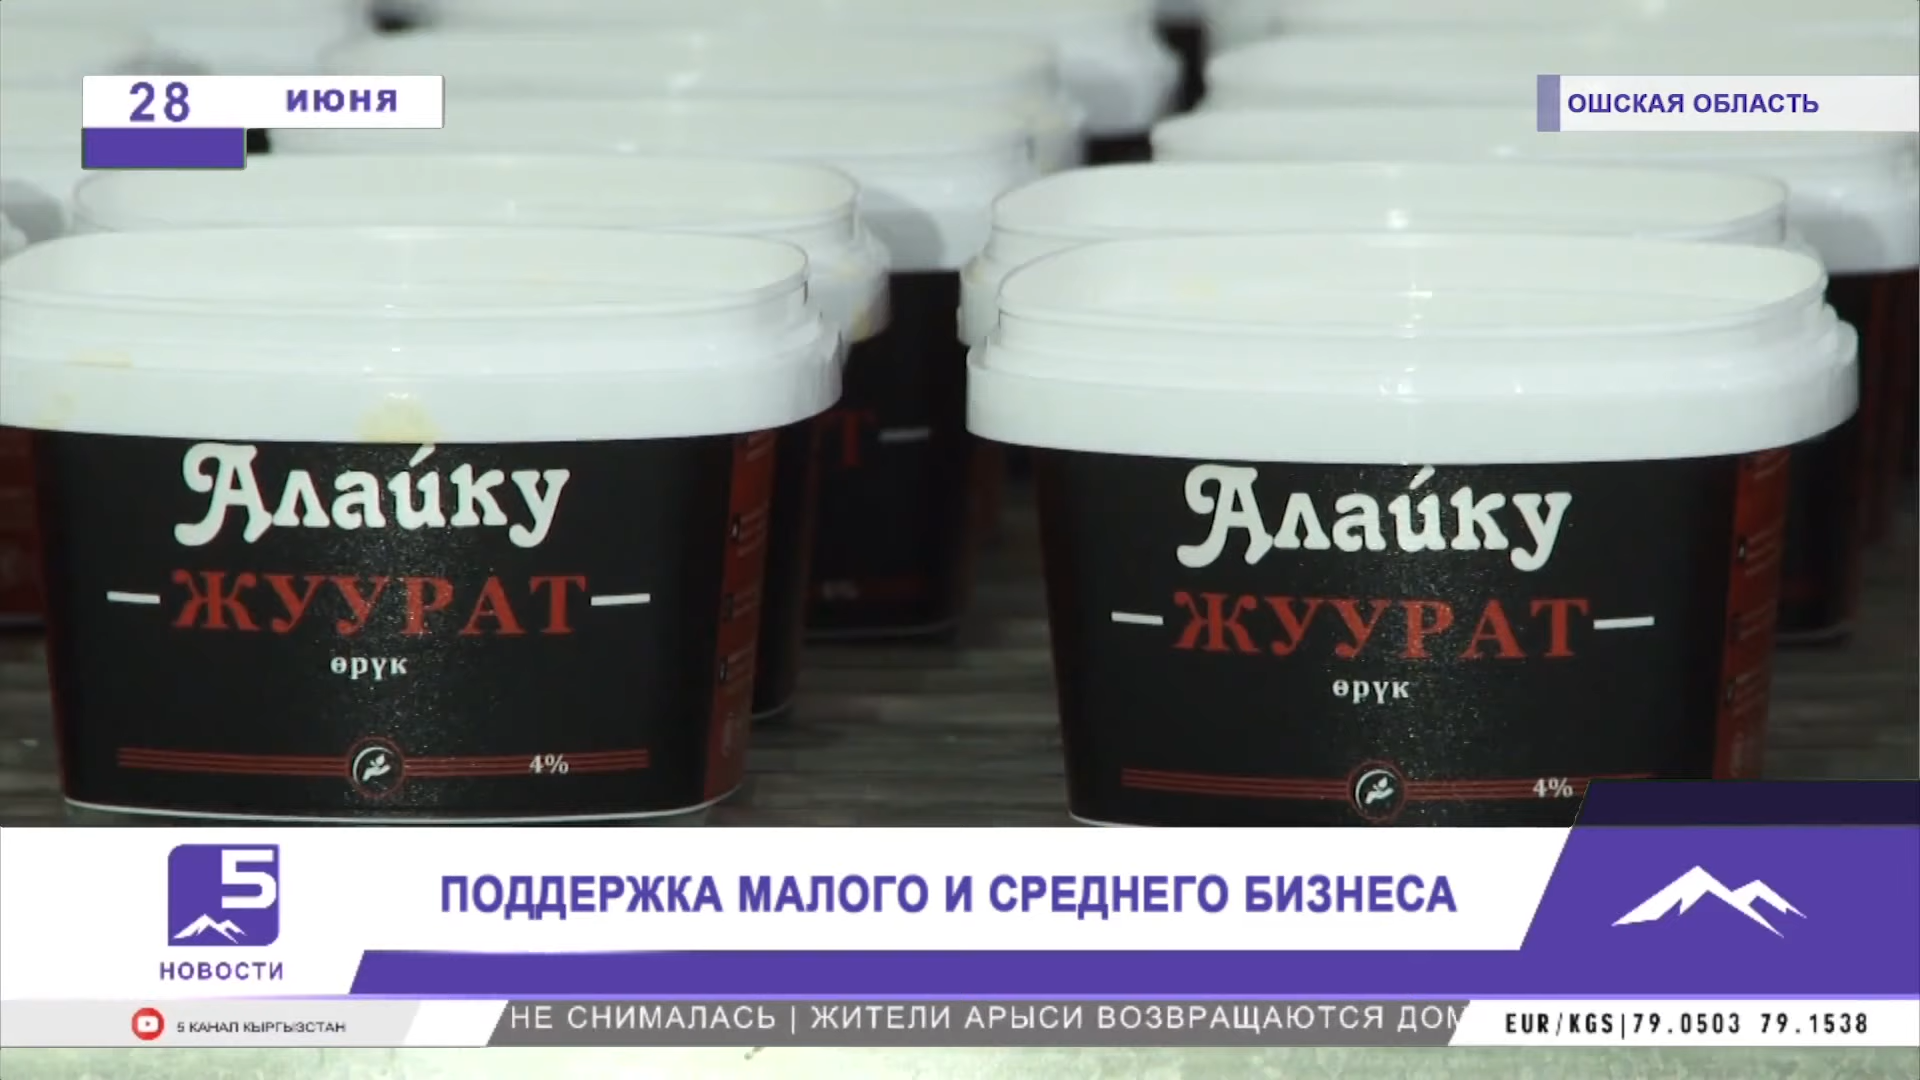 28 ИЮНЯ
ОШСКАЯ ОБЛАСТЬ
Алайку
ЖУУРАТ
өрүк
4%
Алайку
ЖУУРАТ
өрүк
4%
5
НОВОСТИ
ПОДДЕРЖКА МАЛОГО И СРЕДНЕГО БИЗНЕСА
5 КАНАЛ КЫРГЫЗСТАН
НЕ СНИМАЛАСЬ | ЖИТЕЛИ АРЫСИ ВОЗВРАЩАЮТСЯ ДОМ
EUR/KGS|79.0503 79.1538